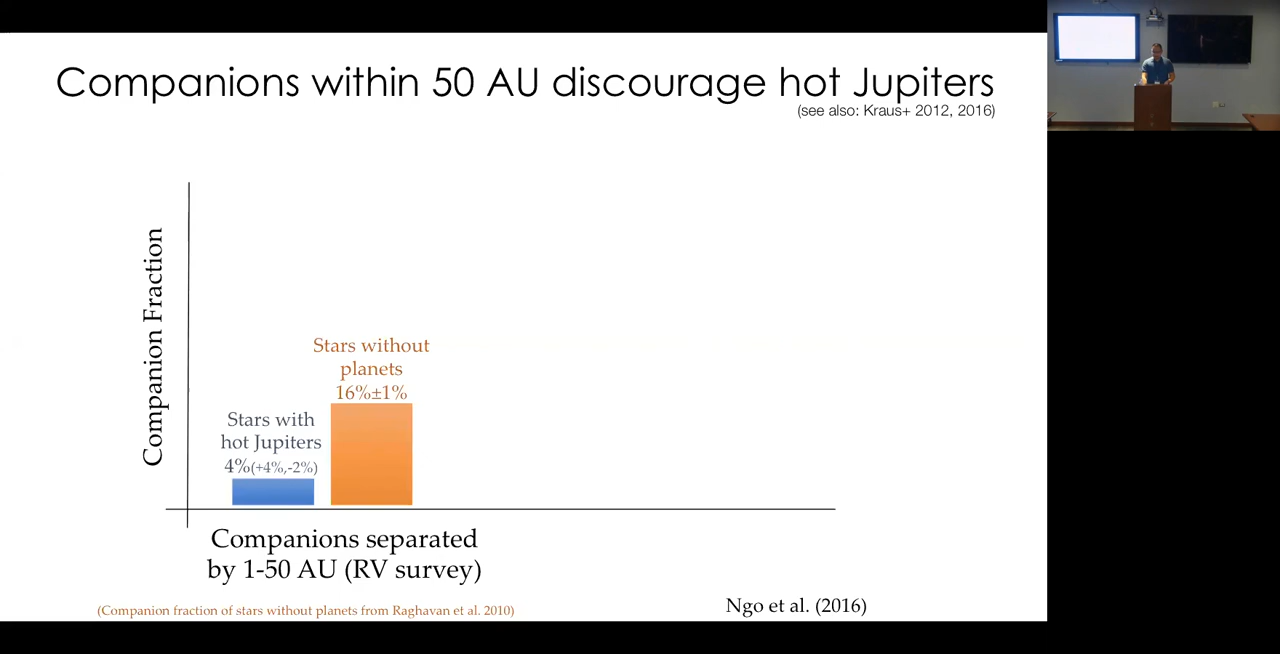 Companions within 50 AU discourage hot Jupiters
(see also: Kraus+ 2012, 2016)
Companion Fraction
Stars without
planets
16%±1%
Stars with
hot Jupiters
4%(+4%,-2%)
Companions separated
by 1-50 AU (RV survey)
(Companion fraction of stars without planets from Raghavan et al. 2010)
Ngo et al. (2016)